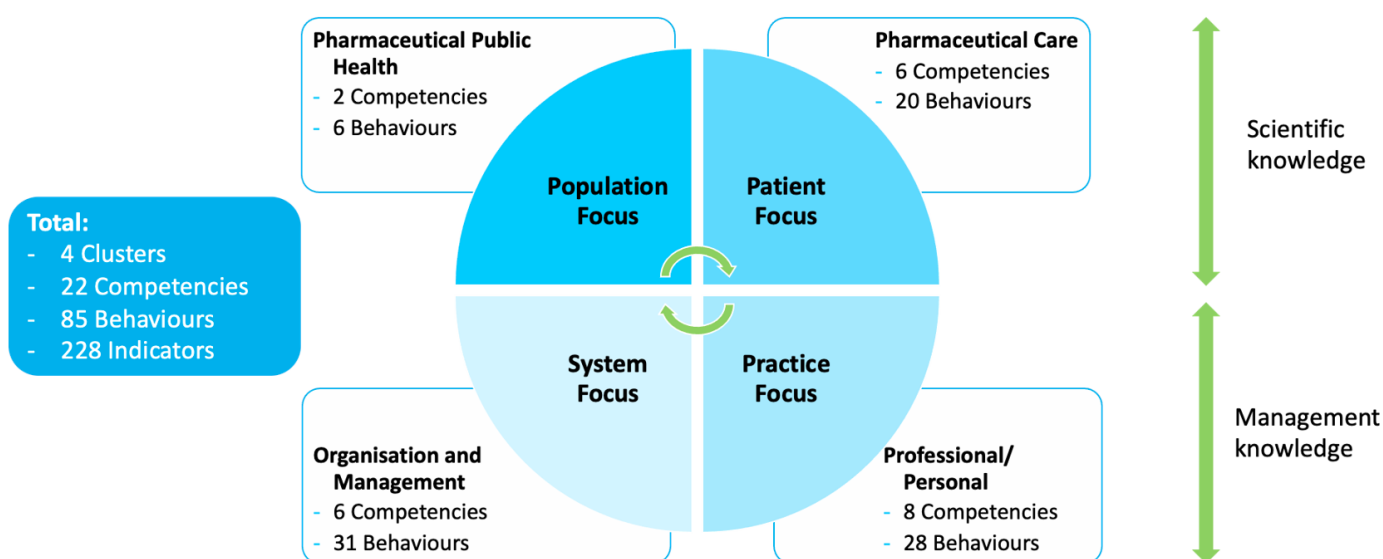 Pharmaceutical Public
Health
- 2 Competencies
- 6 Behaviours
Pharmaceutical Care
- 6 Competencies
- 20 Behaviours
Scientific
knowledge
Population
Focus
Patient
Focus
Total:
- 4 Clusters
- 22 Competencies
- 85 Behaviours
- 228 Indicators
System
Focus
Practice
Focus
Management
knowledge
Organisation and
Management
- 6 Competencies
- 31 Behaviours
Professional/
Personal
- 8 Competencies
- 28 Behaviours